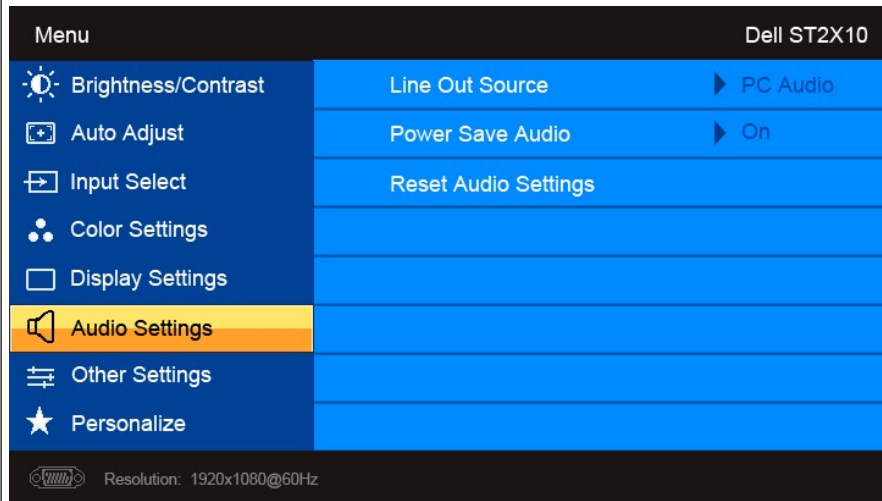 Menu Dell ST2X10
Brightness/Contrast Line Out Source PC Audio
Auto Adjust Power Save Audio On
Input Select Reset Audio Settings
Color Settings
Display Settings
Audio Settings
Other Settings
Personalize
Resolution: 1920x1080@60Hz